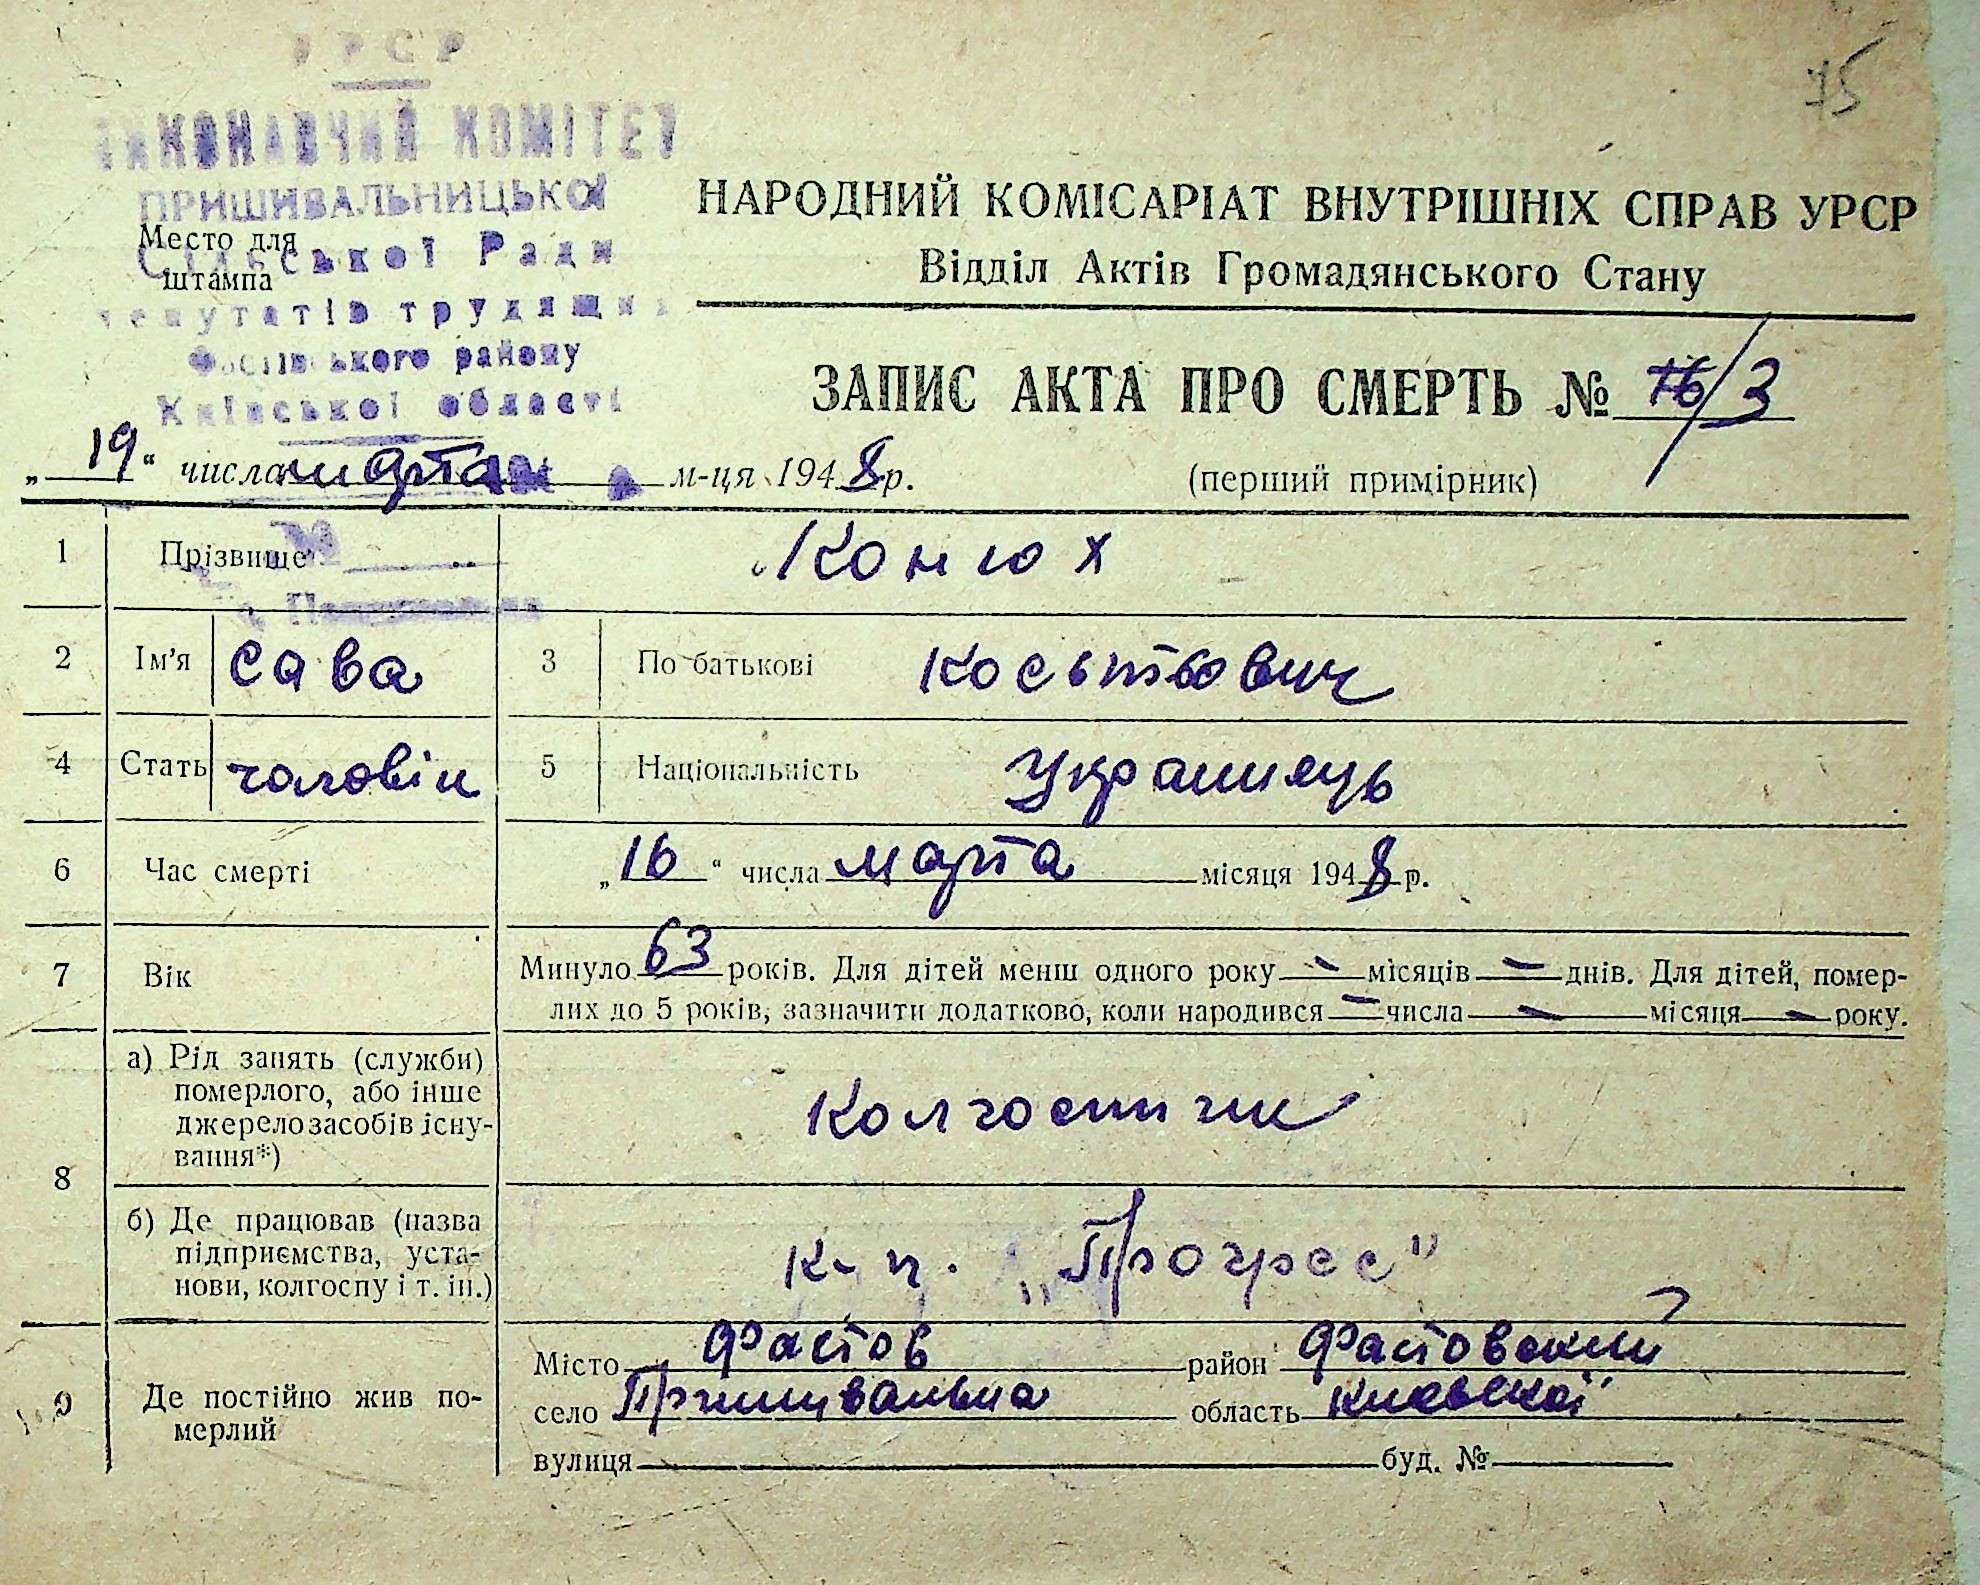 75
УРСР
ВИКОНАВЧИЙ КОМІТЕТ
ПРИШИВАЛЬНИЦЬКОЇ
Сільської Ради
депутатів трудящих
Фастівського району
Київської області
Место для
штампа
НАРОДНИЙ КОМІСАРІАТ ВНУТРІШНІХ СПРАВ УРСР
Відділ Актів Громадянського Стану
ЗАПИС АКТА ПРО СМЕРТЬ № 16/3
„19“ числа марта м-ця 1948 р.
(перший примірник)
1 Прізвище Конюх
2 Ім'я Сава 3 По батькові
4 Стать чоловік 5 Національність Украинець
6 Час смерті „16“ числа марта місяця 1948 р.
7 Вік Минуло 63 років. Для дітей менш одного року — місяців — днів. Для дітей, помер-
лих до 5 років, зазначити додатково, коли народився — числа — місяця — року.
8 а) Рід занять (служби)
померлого, або інше
джерело засобів існу-
вання*)
Колгоспник
б) Де працював (назва
підприємства, уста-
нови, колгоспу і т. ін.)
к-п. „Прогрес"
9 Де постійно жив по-
мерлий
Місто Фастов район Фастовский
село Пришивальна область Киевської
вулиця буд. №